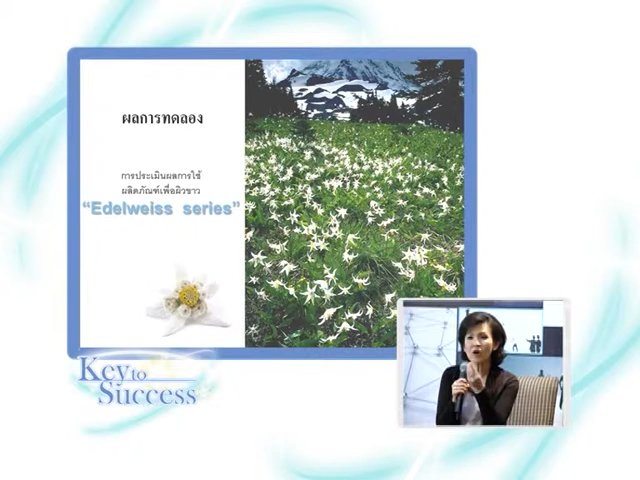 ผลการทดลอง
การประเมินผลการใช้
ผลิตภัณฑ์เพื่อผิวขาว
“Edelweiss series”
Key to
Success